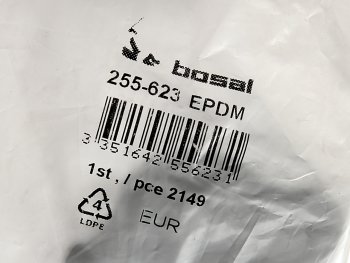 bosal
255-623 EPDM
3 351642 556231
1st , / pce 2149
4
LDPE
EUR